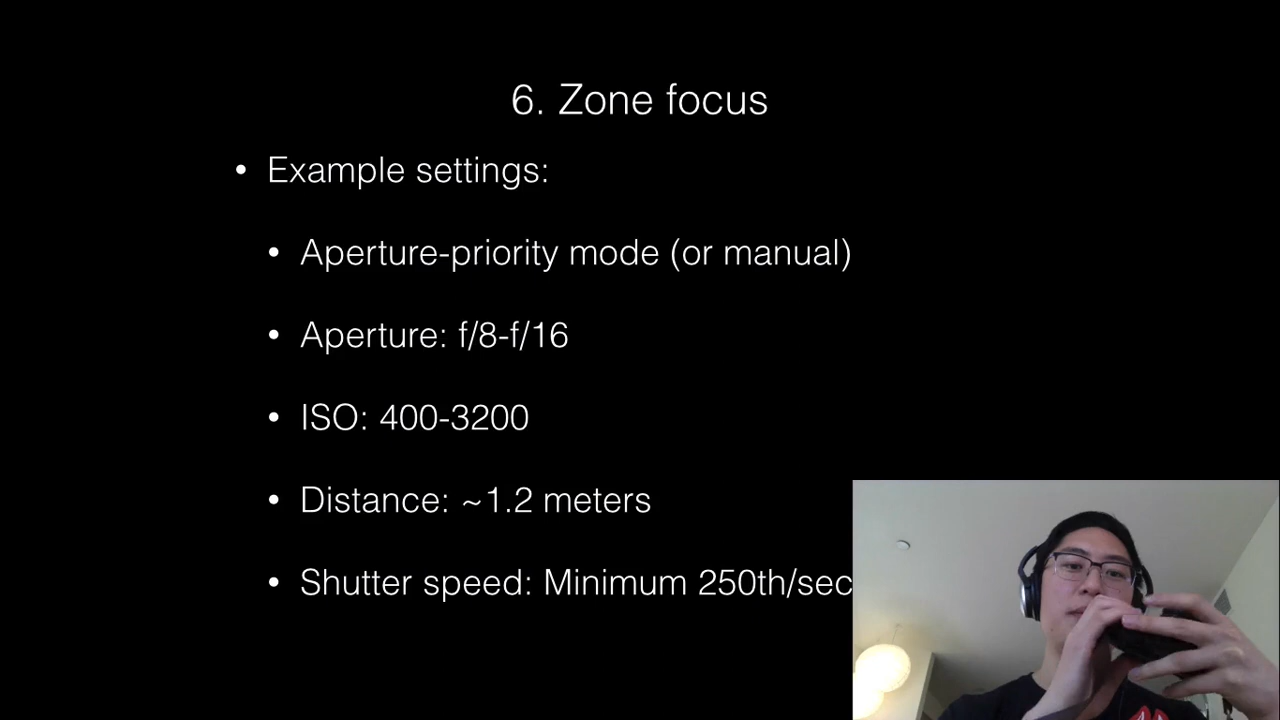 6. Zone focus
• Example settings:
• Aperture-priority mode (or manual)
• Aperture: f/8-f/16
• ISO: 400-3200
• Distance: ~1.2 meters
• Shutter speed: Minimum 250th/sec